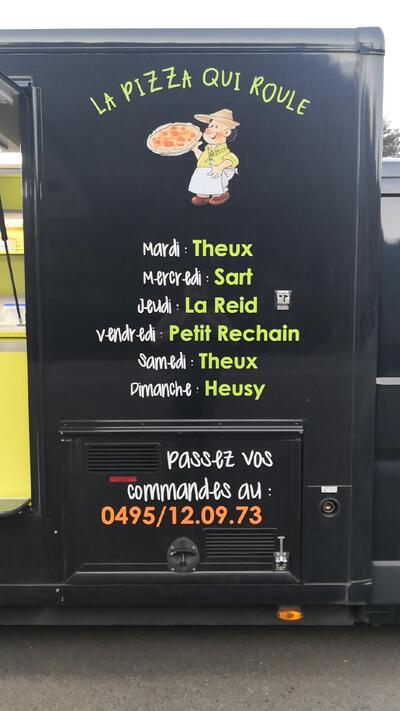 LA PIZZA QUI ROULE
Mardi : Theux
Mercredi : Sart
Jeudi : La Reid
Vendredi : Petit Rechain
Samedi : Theux
Dimanche : Heusy
Passez vos
commandes au :
0495/12.09.73